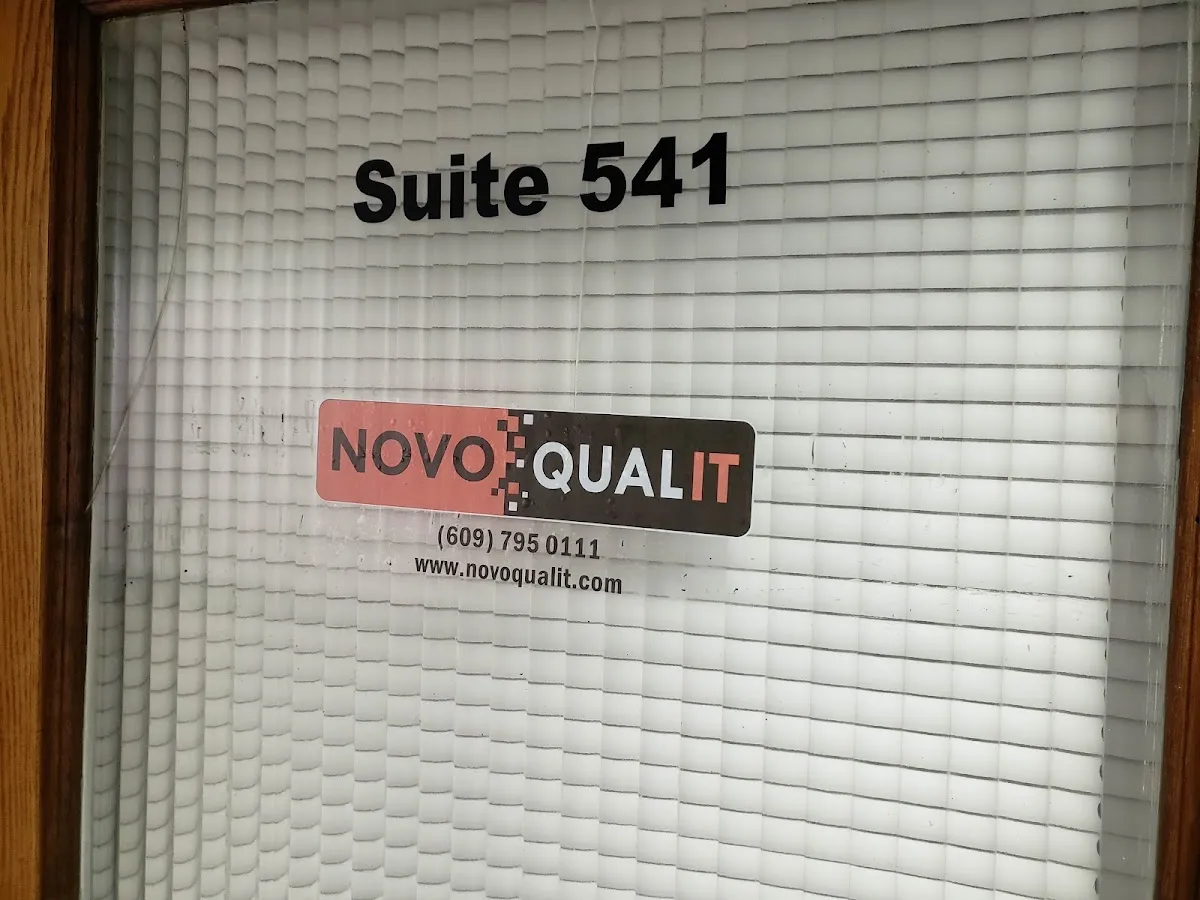 Suite 541
NOVO QUALIT
(609) 795 0111
www.novoqualit.com